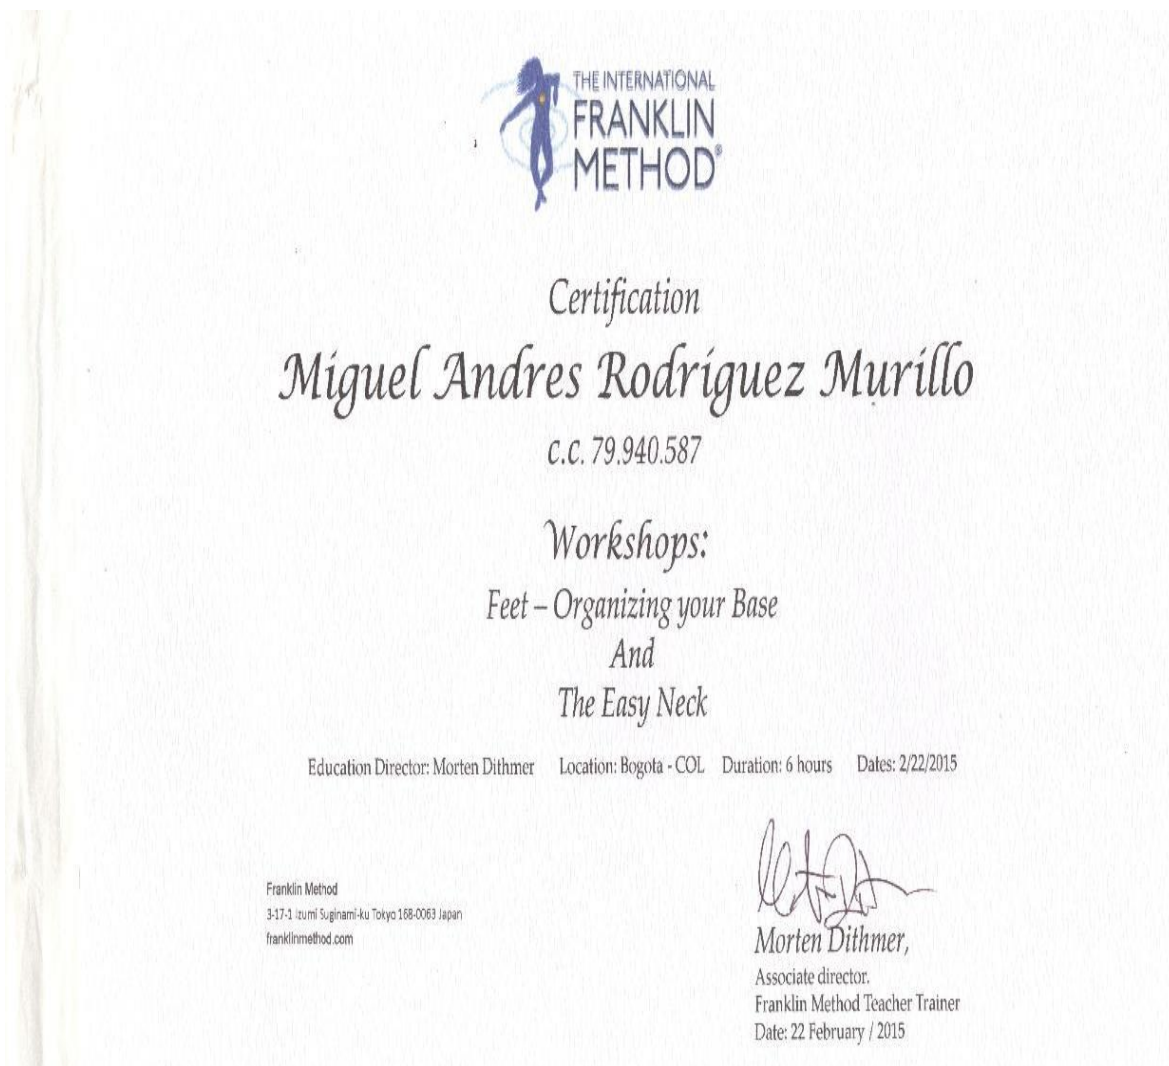 THE INTERNATIONAL
FRANKLIN
METHOD®
Certification
Miguel Andres Rodríguez Murillo
c.c. 79.940.587
Workshops:
Feet – Organizing your Base
And
The Easy Neck
Education Director: Morten Dithmer Location: Bogota - COL Duration: 6 hours Dates: 2/22/2015
Franklin Method
3-17-1 Izumi Suginami-ku Tokyo 168-0063 Japan
franklinmethod.com
Morten Dithmer,
Associate director.
Franklin Method Teacher Trainer
Date: 22 February / 2015